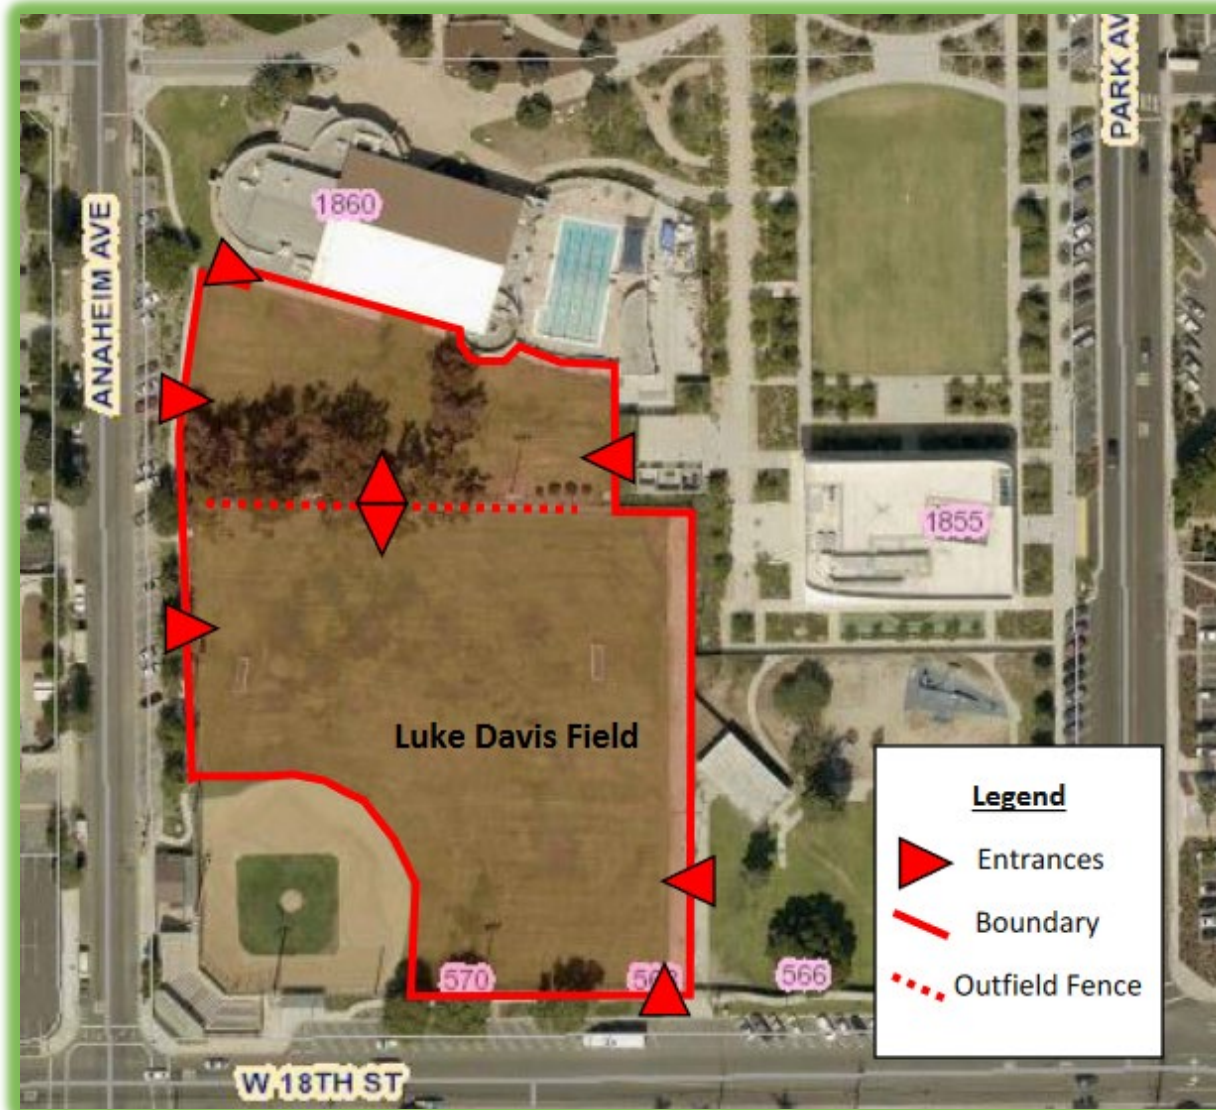 PARK AV
1860
ANAHEIM AVE
1855
Luke Davis Field
Legend
Entrances
Boundary
Outfield Fence
570
566
W 18TH ST